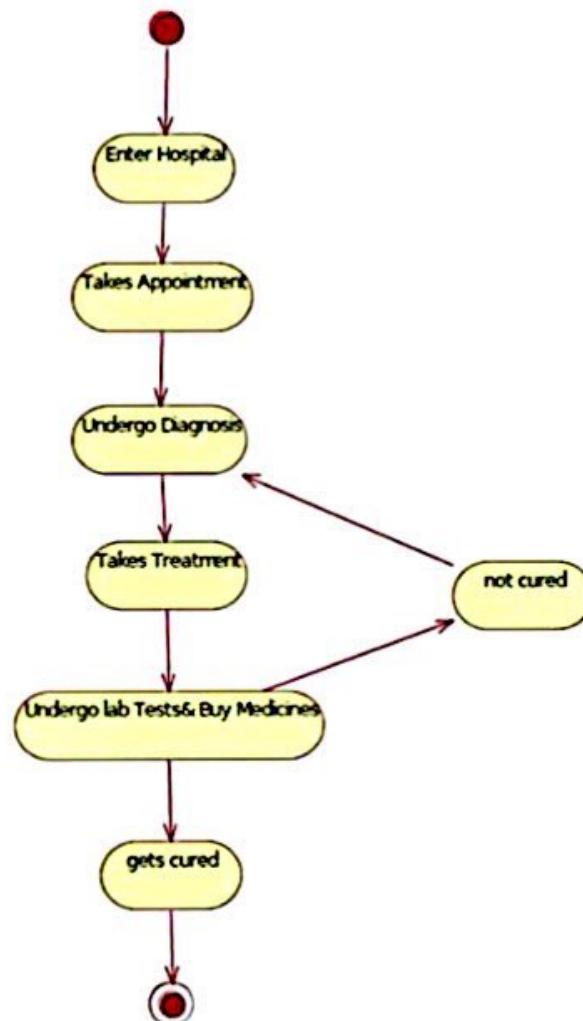 Enter Hospital
Takes Appointment
Undergo Diagnosis
Takes Treatment
not cured
Undergo lab Tests& Buy Medicines
gets cured